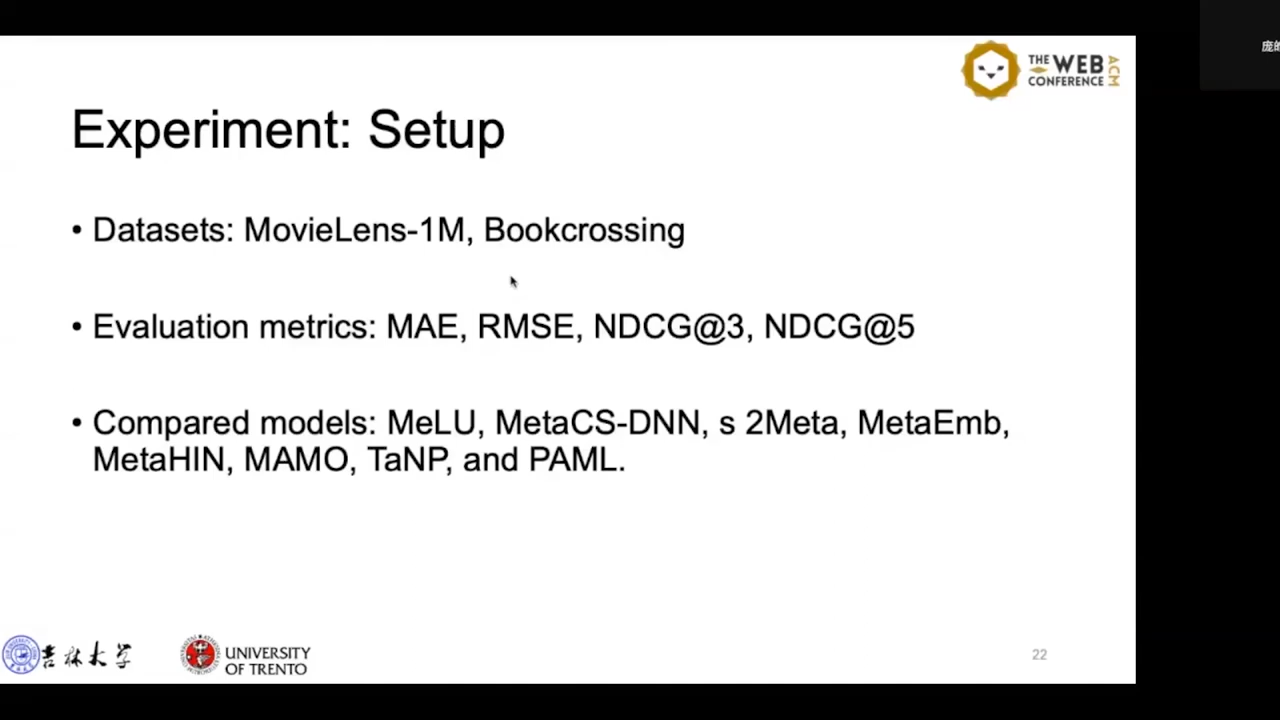 THE WEB
CONFERENCE
ACM
Experiment: Setup
• Datasets: MovieLens-1M, Bookcrossing
• Evaluation metrics: MAE, RMSE, NDCG@3, NDCG@5
• Compared models: MeLU, MetaCS-DNN, s 2Meta, MetaEmb,
MetaHIN, MAMO, TaNP, and PAML.
吉林大学
UNIVERSITY
OF TRENTO
22